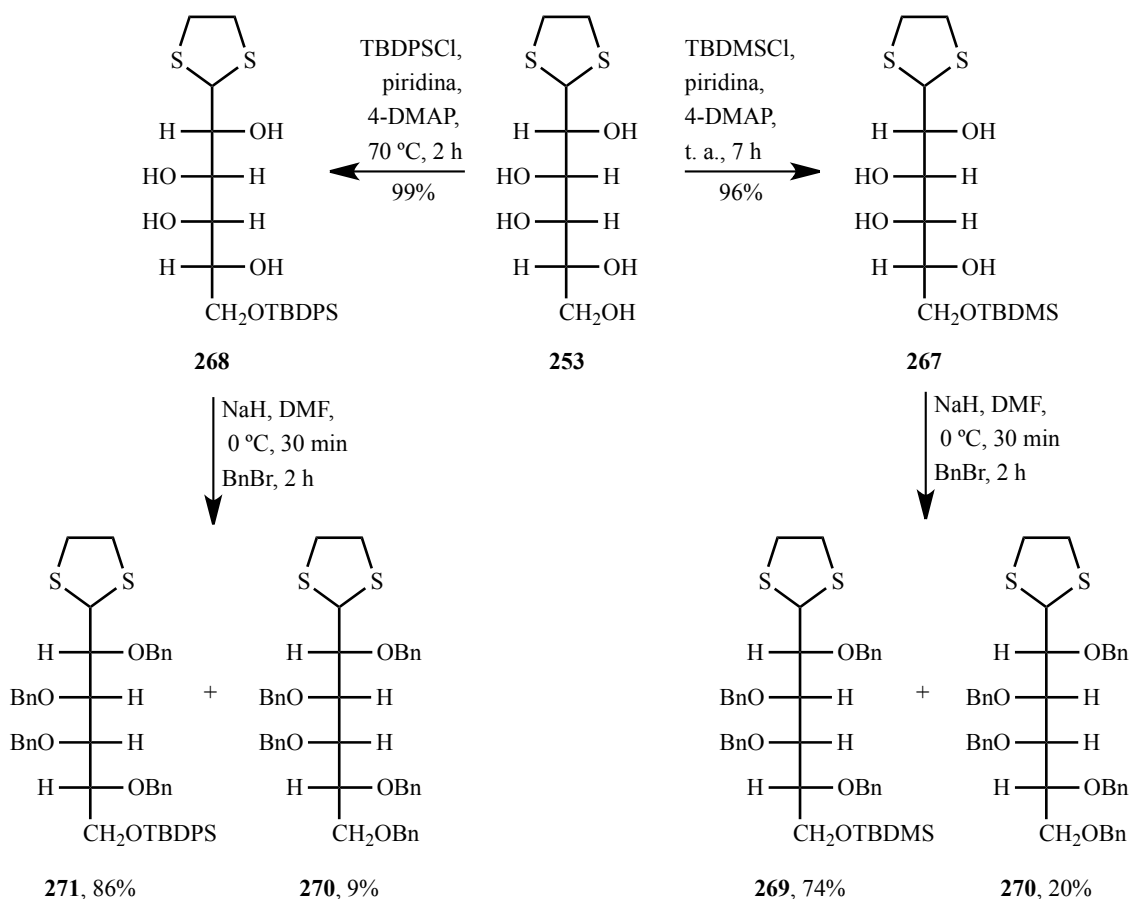 S S
H OH
HO H
HO H
H OH
CH2OTBDPS
268
TBDPSCl,
piridina,
4-DMAP,
70 ºC, 2 h
99%
S S
H OH
HO H
HO H
H OH
CH2OH
253
TBDMSCl,
piridina,
4-DMAP,
t. a., 7 h
96%
S S
H OH
HO H
HO H
H OH
CH2OTBDMS
267
NaH, DMF,
0 ºC, 30 min
BnBr, 2 h
NaH, DMF,
0 ºC, 30 min
BnBr, 2 h
S S
H OBn
BnO H
BnO H
H OBn
CH2OTBDPS
271, 86%
+
S S
H OBn
BnO H
BnO H
H OBn
CH2OBn
270, 9%
S S
H OBn
BnO H
BnO H
H OBn
CH2OTBDMS
269, 74%
+
S S
H OBn
BnO H
BnO H
H OBn
CH2OBn
270, 20%